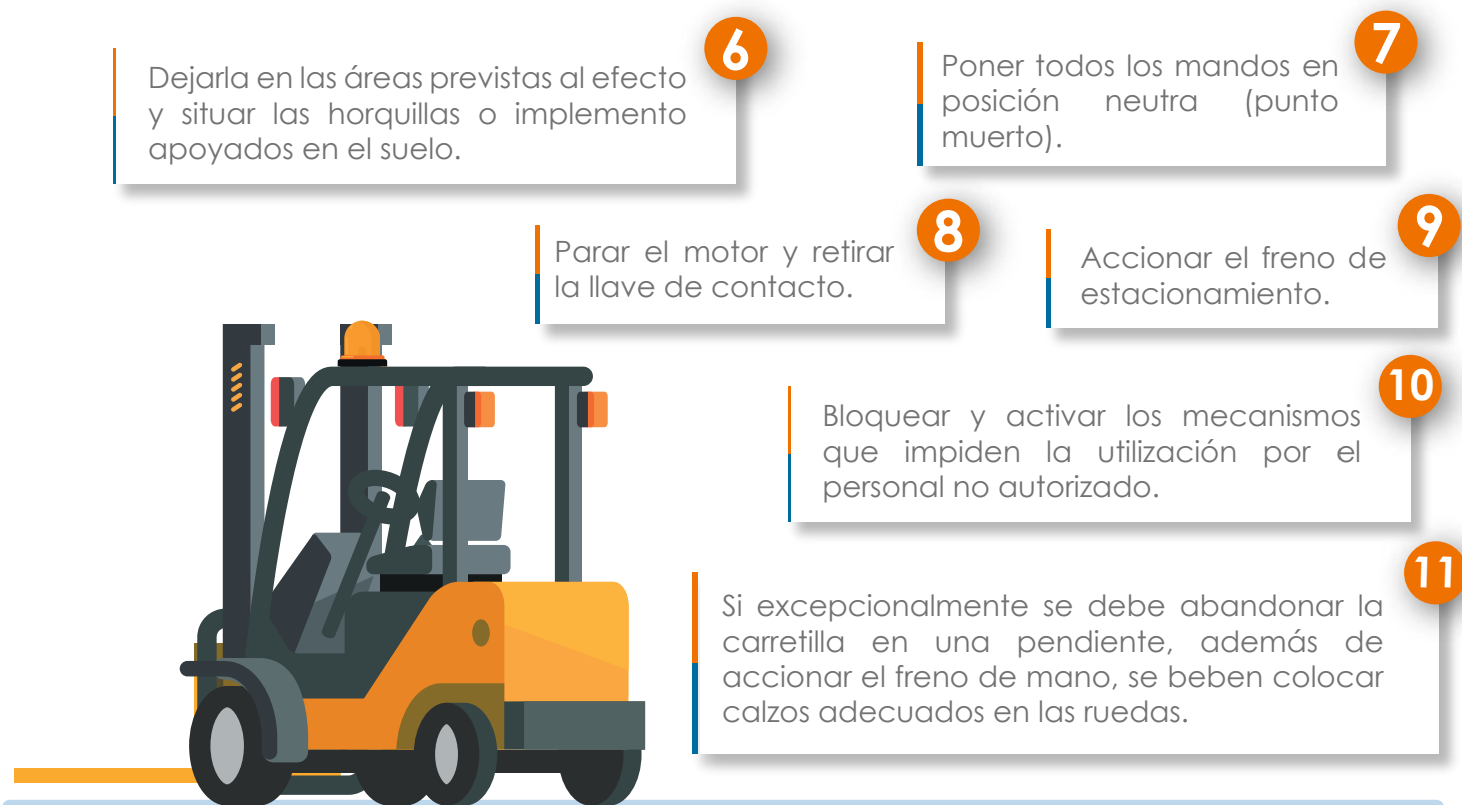 6
Dejarla en las áreas previstas al efecto
y situar las horquillas o implemento
apoyados en el suelo.
7
Poner todos los mandos en
posición neutra (punto
muerto).
8
Parar el motor y retirar
la llave de contacto.
9
Accionar el freno de
estacionamiento.
10
Bloquear y activar los mecanismos
que impiden la utilización por el
personal no autorizado.
11
Si excepcionalmente se debe abandonar la
carretilla en una pendiente, además de
accionar el freno de mano, se beben colocar
calzos adecuados en las ruedas.